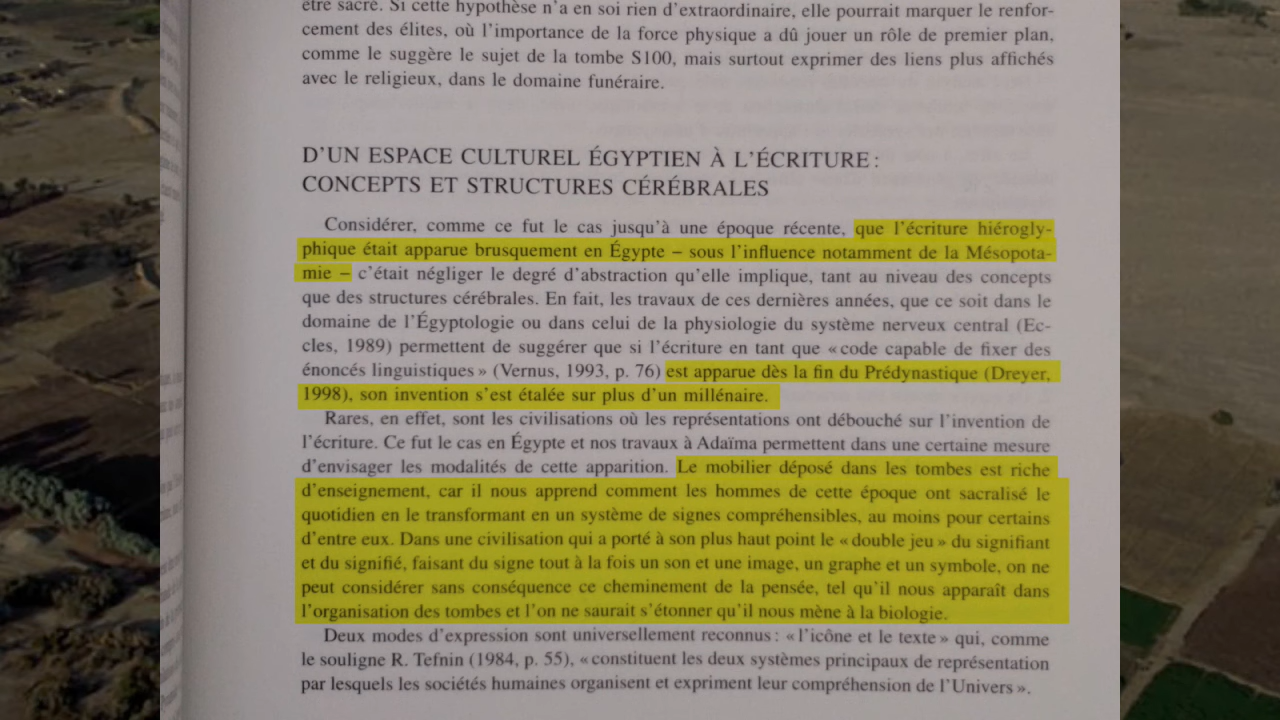 être sacré. Si cette hypothèse n'a en soi rien d'extraordinaire, elle pourrait marquer le renfor-
cement des élites, où l'importance de la force physique a dû jouer un rôle de premier plan,
comme le suggère le sujet de la tombe S100, mais surtout exprimer des liens plus affichés
avec le religieux, dans le domaine funéraire.
D'UN ESPACE CULTUREL ÉGYPTIEN À L'ÉCRITURE :
CONCEPTS ET STRUCTURES CÉRÉBRALES
Considérer, comme ce fut le cas jusqu'à une époque récente, que l'écriture hiérogly-
phique était apparue brusquement en Égypte – sous l'influence notamment de la Mésopota-
mie – c'était négliger le degré d'abstraction qu'elle implique, tant au niveau des concepts
que des structures cérébrales. En fait, les travaux de ces dernières années, que ce soit dans le
domaine de l'Égyptologie ou dans celui de la physiologie du système nerveux central (Ec-
cles, 1989) permettent de suggérer que si l'écriture en tant que « code capable de fixer des
énoncés linguistiques » (Vernus, 1993, p. 76) est apparue dès la fin du Prédynastique (Dreyer,
1998), son invention s'est étalée sur plus d'un millénaire.
Rares, en effet, sont les civilisations où les représentations ont débouché sur l'invention de
l'écriture. Ce fut le cas en Égypte et nos travaux à Adaïma permettent dans une certaine mesure
d'envisager les modalités de cette apparition. Le mobilier déposé dans les tombes est riche
d'enseignement, car il nous apprend comment les hommes de cette époque ont sacralisé le
quotidien en le transformant en un système de signes compréhensibles, au moins pour certains
d'entre eux. Dans une civilisation qui a porté à son plus haut point le « double jeu » du signifiant
et du signifié, faisant du signe tout à la fois un son et une image, un graphe et un symbole, on ne
peut considérer sans conséquence ce cheminement de la pensée, tel qu'il nous apparaît dans
l'organisation des tombes et l'on ne saurait s'étonner qu'il nous mène à la biologie.
Deux modes d'expression sont universellement reconnus : « l'icône et le texte » qui, comme
le souligne R. Tefnin (1984, p. 55), « constituent les deux systèmes principaux de représentation
par lesquels les sociétés humaines organisent et expriment leur compréhension de l'Univers ».